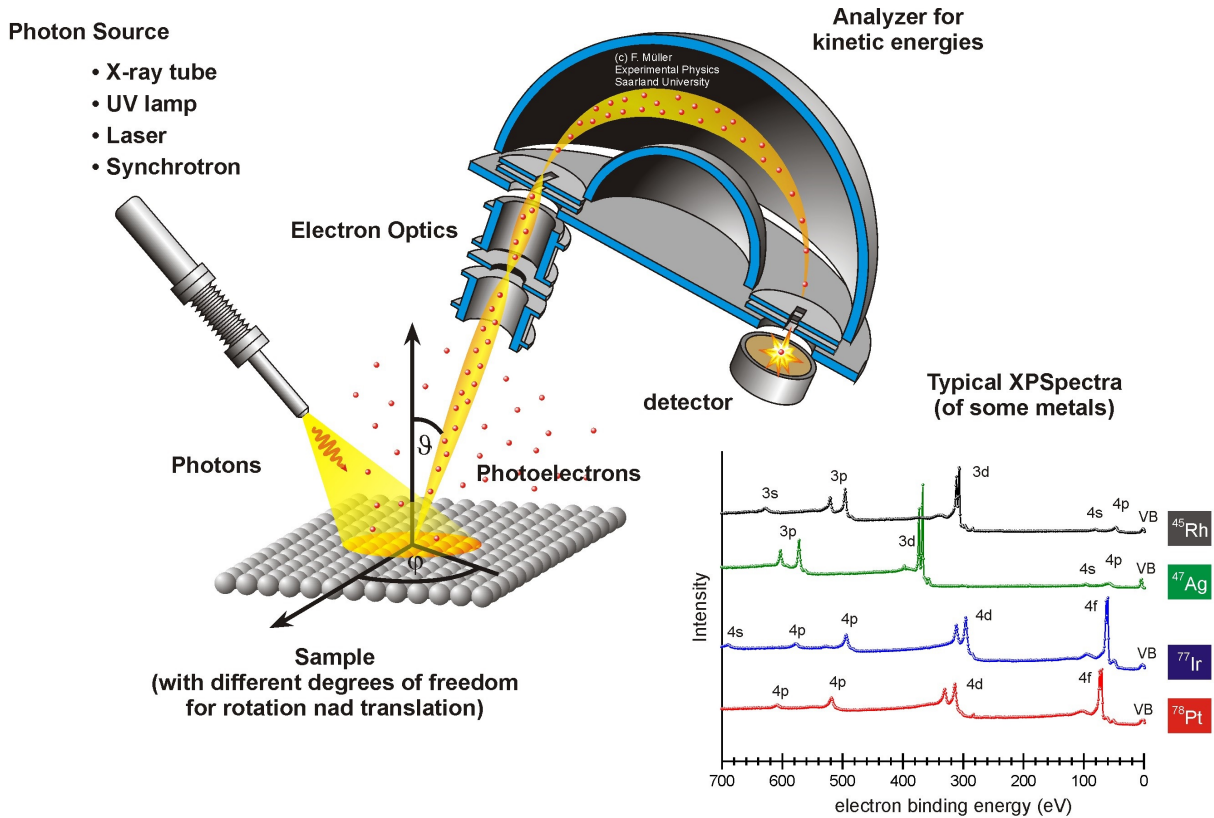 Photon Source
• X-ray tube
• UV lamp
• Laser
• Synchrotron
Analyzer for
kinetic energies
(c) F. Müller
Experimental Physics
Saarland University
Electron Optics
detector
ϑ
Photons
Photoelectrons
φ
Sample
(with different degrees of freedom
for rotation nad translation)
Typical XPSpectra
(of some metals)
3s 3p 3d 4s 4p VB ⁴⁵Rh
3p 3d 4s 4p VB ⁴⁷Ag
4s 4p 4p 4d 4f VB ⁷⁷Ir
4p 4p 4d 4f VB ⁷⁸Pt
Intensity
700 600 500 400 300 200 100 0
electron binding energy (eV)